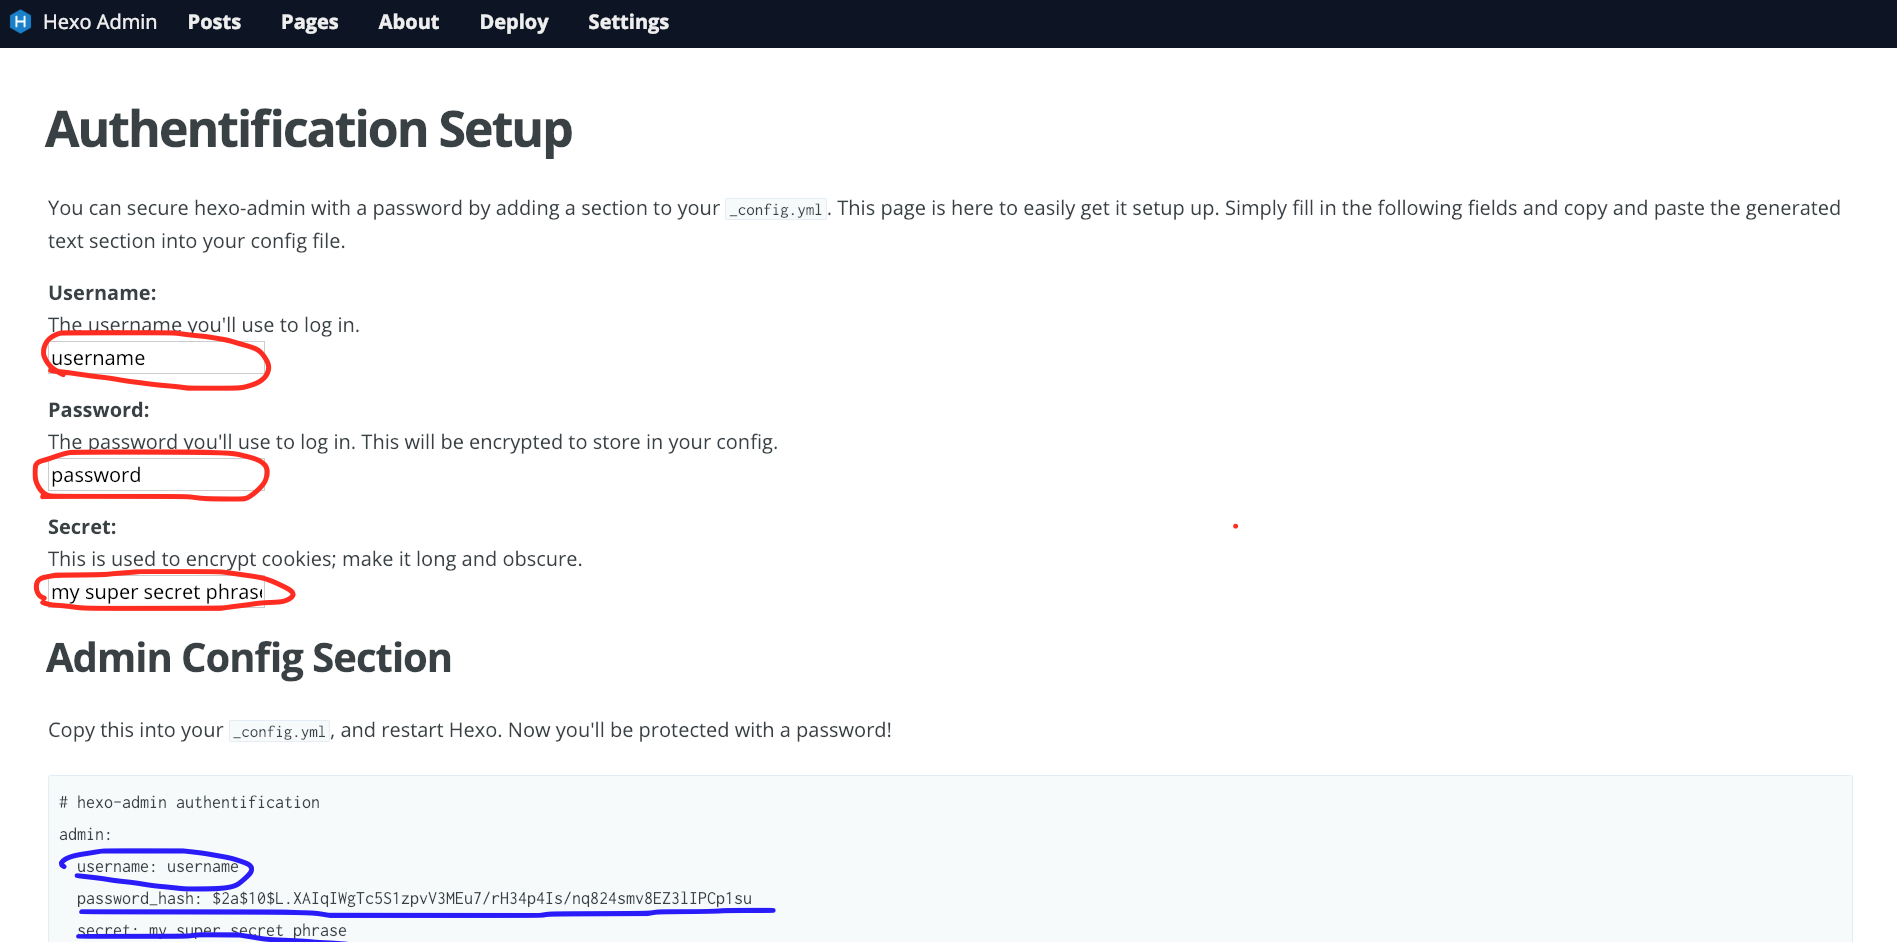 Hexo Admin Posts Pages About Deploy Settings
Authentification Setup
You can secure hexo-admin with a password by adding a section to your _config.yml. This page is here to easily get it setup up. Simply fill in the following fields and copy and paste the generated
text section into your config file.
Username:
The username you'll use to log in.
username
Password:
The password you'll use to log in. This will be encrypted to store in your config.
password
Secret:
This is used to encrypt cookies; make it long and obscure.
my super secret phrase
Admin Config Section
Copy this into your _config.yml, and restart Hexo. Now you'll be protected with a password!
# hexo-admin authentification
admin:
username: username
password_hash: $2a$10$L.XAIqIWgTc5S1zpvV3MEu7/rH34p4Is/nq824smv8EZ3lIPCp1su
secret: my super secret phrase